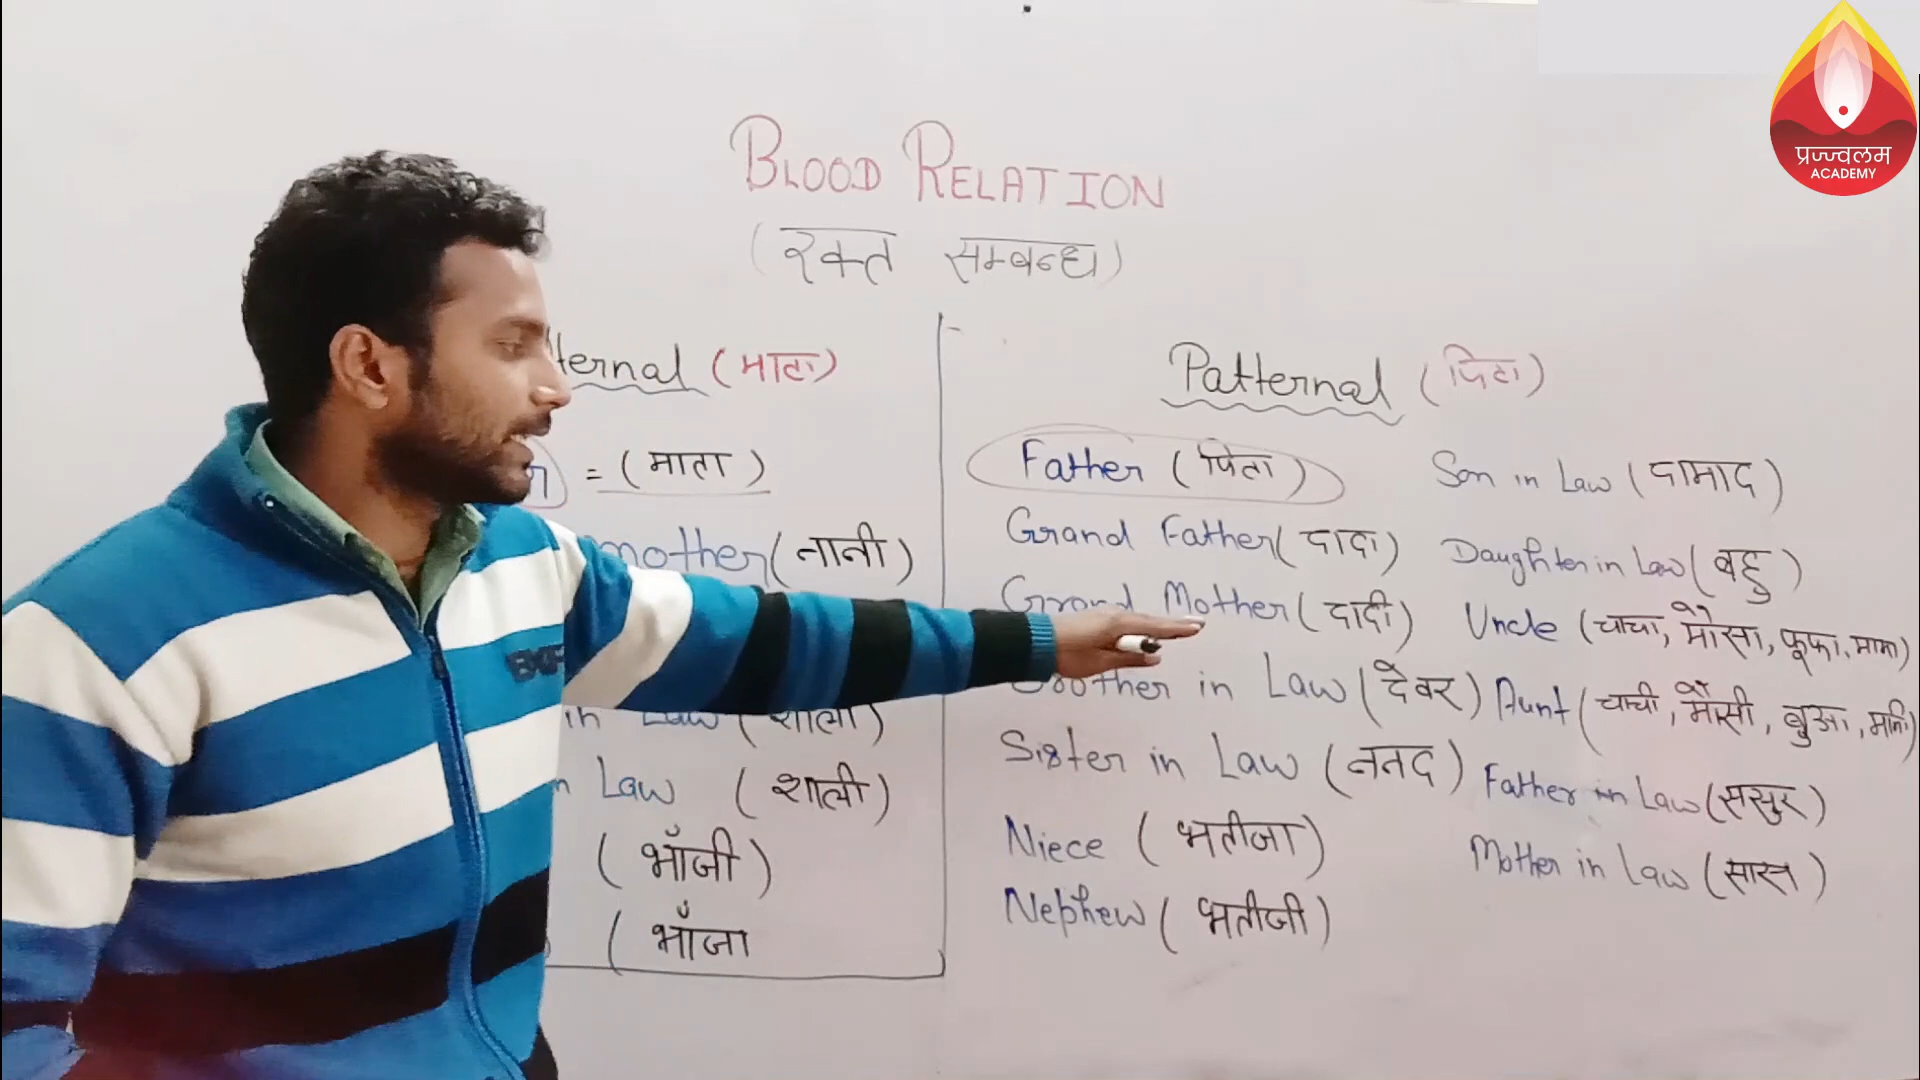 प्रज्ज्वलम
ACADEMY
BLOOD RELATION
(रक्त सम्बन्ध)
ternal (माता)
= (माता)
mother (नानी)
in Law (शाला)
n Law (शाली)
(भाँजी)
(भाँजा
Patternal (पिता)
Father (पिता)
Grand Father (दादा)
Grand Mother (दादी)
Brother in Law (देवर)
Sister in Law (ननद)
Niece (भतीजा)
Nephew (भतीजी)
Son in Law (दामाद)
Daughter in Law (बहु)
Uncle (चाचा, मौसा, फूफा, मामा)
Aunt (चाची, मौसी, बुआ, मामी)
Father in Law (ससुर)
Mother in Law (सास)